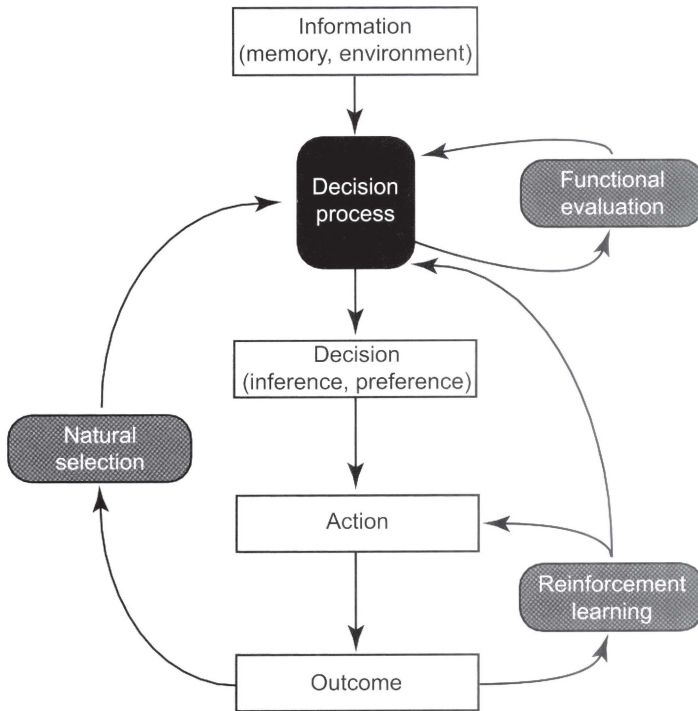 Information
(memory, environment)
Decision
process
Functional
evaluation
Decision
(inference, preference)
Natural
selection
Action
Reinforcement
learning
Outcome